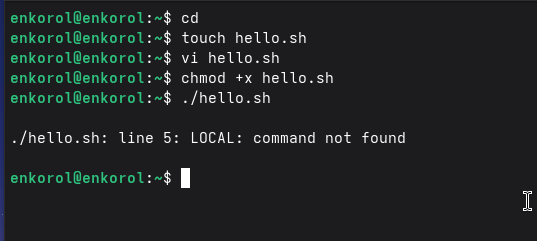 enkorol@enkorol:~$ cd
enkorol@enkorol:~$ touch hello.sh
enkorol@enkorol:~$ vi hello.sh
enkorol@enkorol:~$ chmod +x hello.sh
enkorol@enkorol:~$ ./hello.sh
./hello.sh: line 5: LOCAL: command not found
enkorol@enkorol:~$